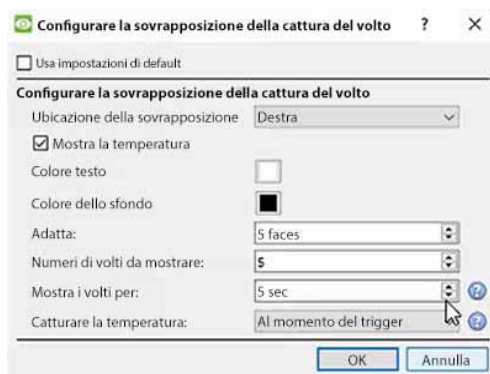 Configurare la sovrapposizione della cattura del volto ? ×
Usa impostazioni di default
Configurare la sovrapposizione della cattura del volto
Ubicazione della sovrapposizione Destra
Mostra la temperatura
Colore testo
Colore dello sfondo
Adatta: 5 faces
Numeri di volti da mostrare: 5
Mostra i volti per: 5 sec ?
Catturare la temperatura: Al momento del trigger ?
OK Annulla